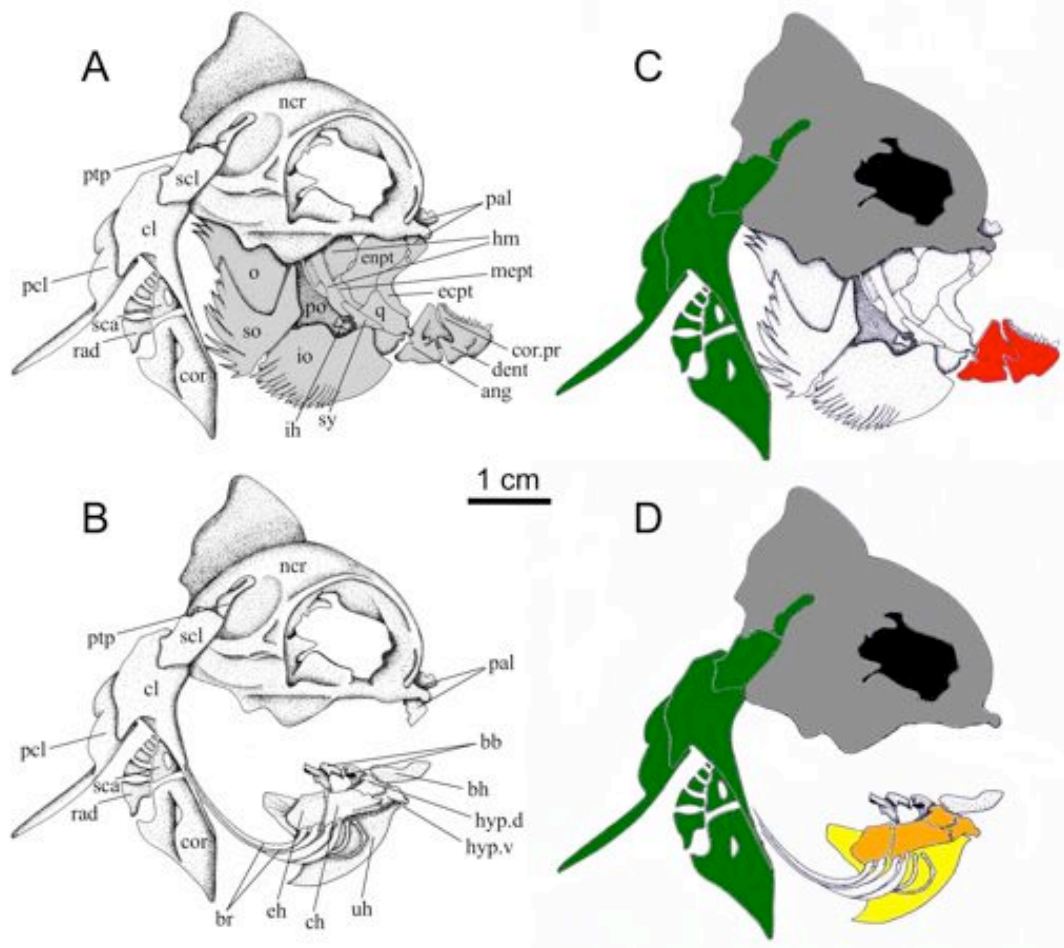 A
C
ncr
ptp
scl
pal
cl
hm
enpt
o
mept
pcl
ecpt
po
q
sca
so
rad
io
cor.pr
cor
dent
ang
sy
ih
1 cm
B
D
ncr
ptp
scl
pal
cl
bb
pcl
bh
sca
rad
hyp.d
cor
hyp.v
br
eh
ch
uh